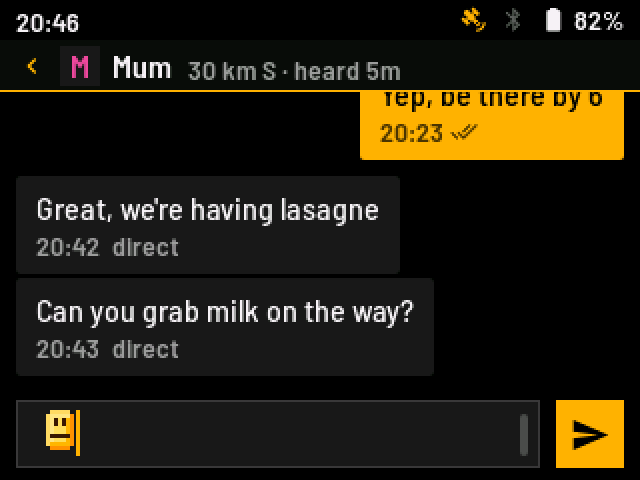 20:46 82%
M Mum 30 km S · heard 5m
Yep, be there by 6
20:23
Great, we're having lasagne
20:42 direct
Can you grab milk on the way?
20:43 direct